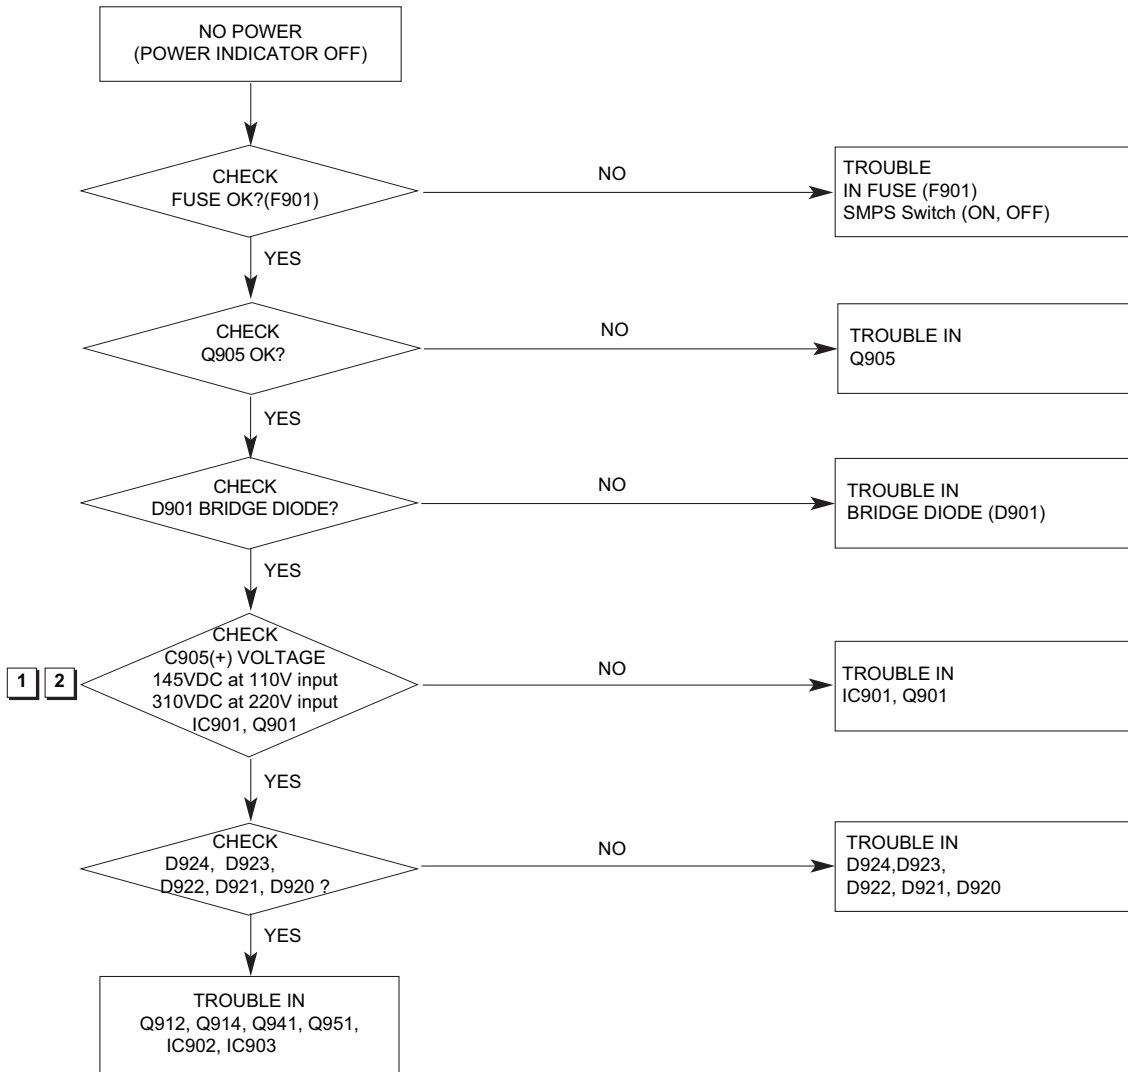 NO POWER
(POWER INDICATOR OFF)
CHECK
FUSE OK?(F901)
NO
TROUBLE
IN FUSE (F901)
SMPS Switch (ON, OFF)
YES
CHECK
Q905 OK?
NO
TROUBLE IN
Q905
YES
CHECK
D901 BRIDGE DIODE?
NO
TROUBLE IN
BRIDGE DIODE (D901)
YES
1 2
CHECK
C905(+) VOLTAGE
145VDC at 110V input
310VDC at 220V input
IC901, Q901
NO
TROUBLE IN
IC901, Q901
YES
CHECK
D924, D923,
D922, D921, D920 ?
NO
TROUBLE IN
D924,D923,
D922, D921, D920
YES
TROUBLE IN
Q912, Q914, Q941, Q951,
IC902, IC903